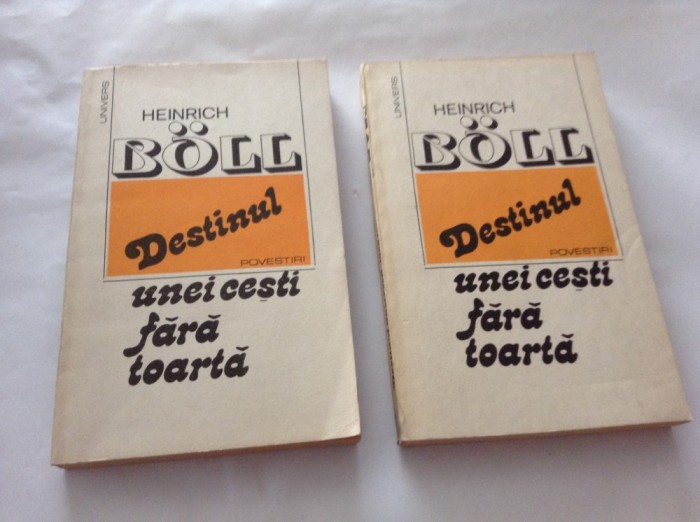 UNIVERS
HEINRICH
BÖLL
Destinul
POVESTIRI
unei cești
fără
toartă
UNIVERS
HEINRICH
BÖLL
Destinul
POVESTIRI
unei cești
fără
toartă